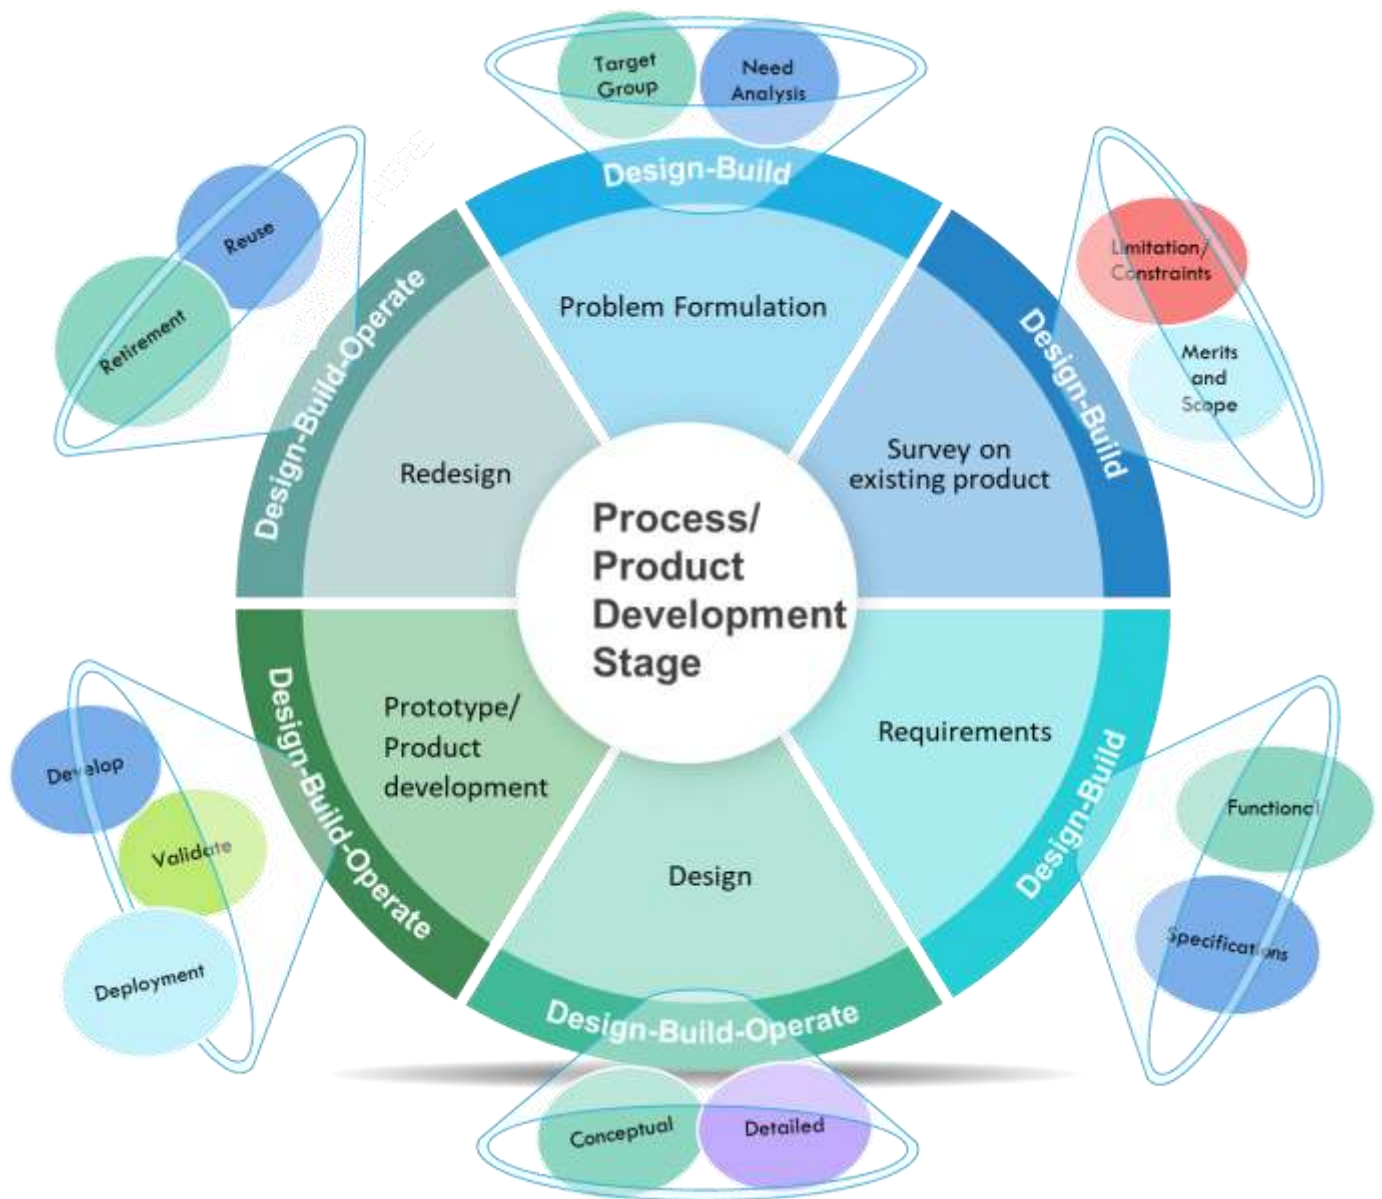 Target
Group
Need
Analysis
Design-Build
Problem Formulation
Limitation/
Constraints
Merits
and
Scope
Design-Build
Survey on
existing product
Functional
Specifications
Design-Build
Requirements
Design
Design-Build-Operate
Conceptual
Detailed
Prototype/
Product
development
Design-Build-Operate
Develop
Validate
Deployment
Redesign
Design-Build-Operate
Reuse
Retirement
Process/
Product
Development
Stage